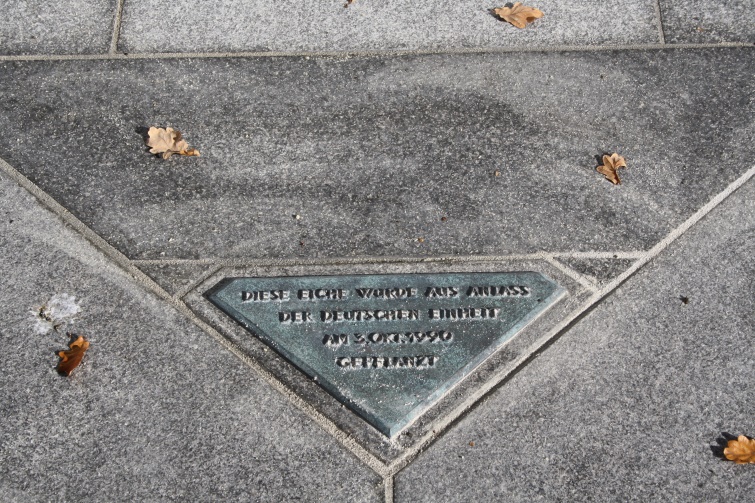 DIESE EICHE WURDE AUS ANLASS
DER DEUTSCHEN EINHEIT
AM 3.OKT.1990
GEPFLANZT